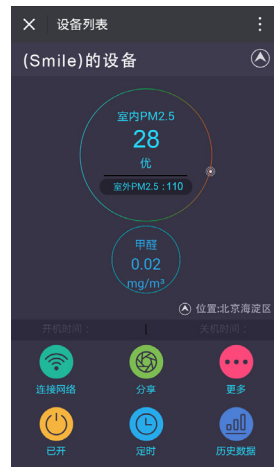 设备列表
(Smile)的设备
室内PM2.5
28
优
室外PM2.5：110
甲醛
0.02
mg/m³
位置:北京海淀区
开机时间： 关机时间：
连接网络 分享 更多
已开 定时 历史数据